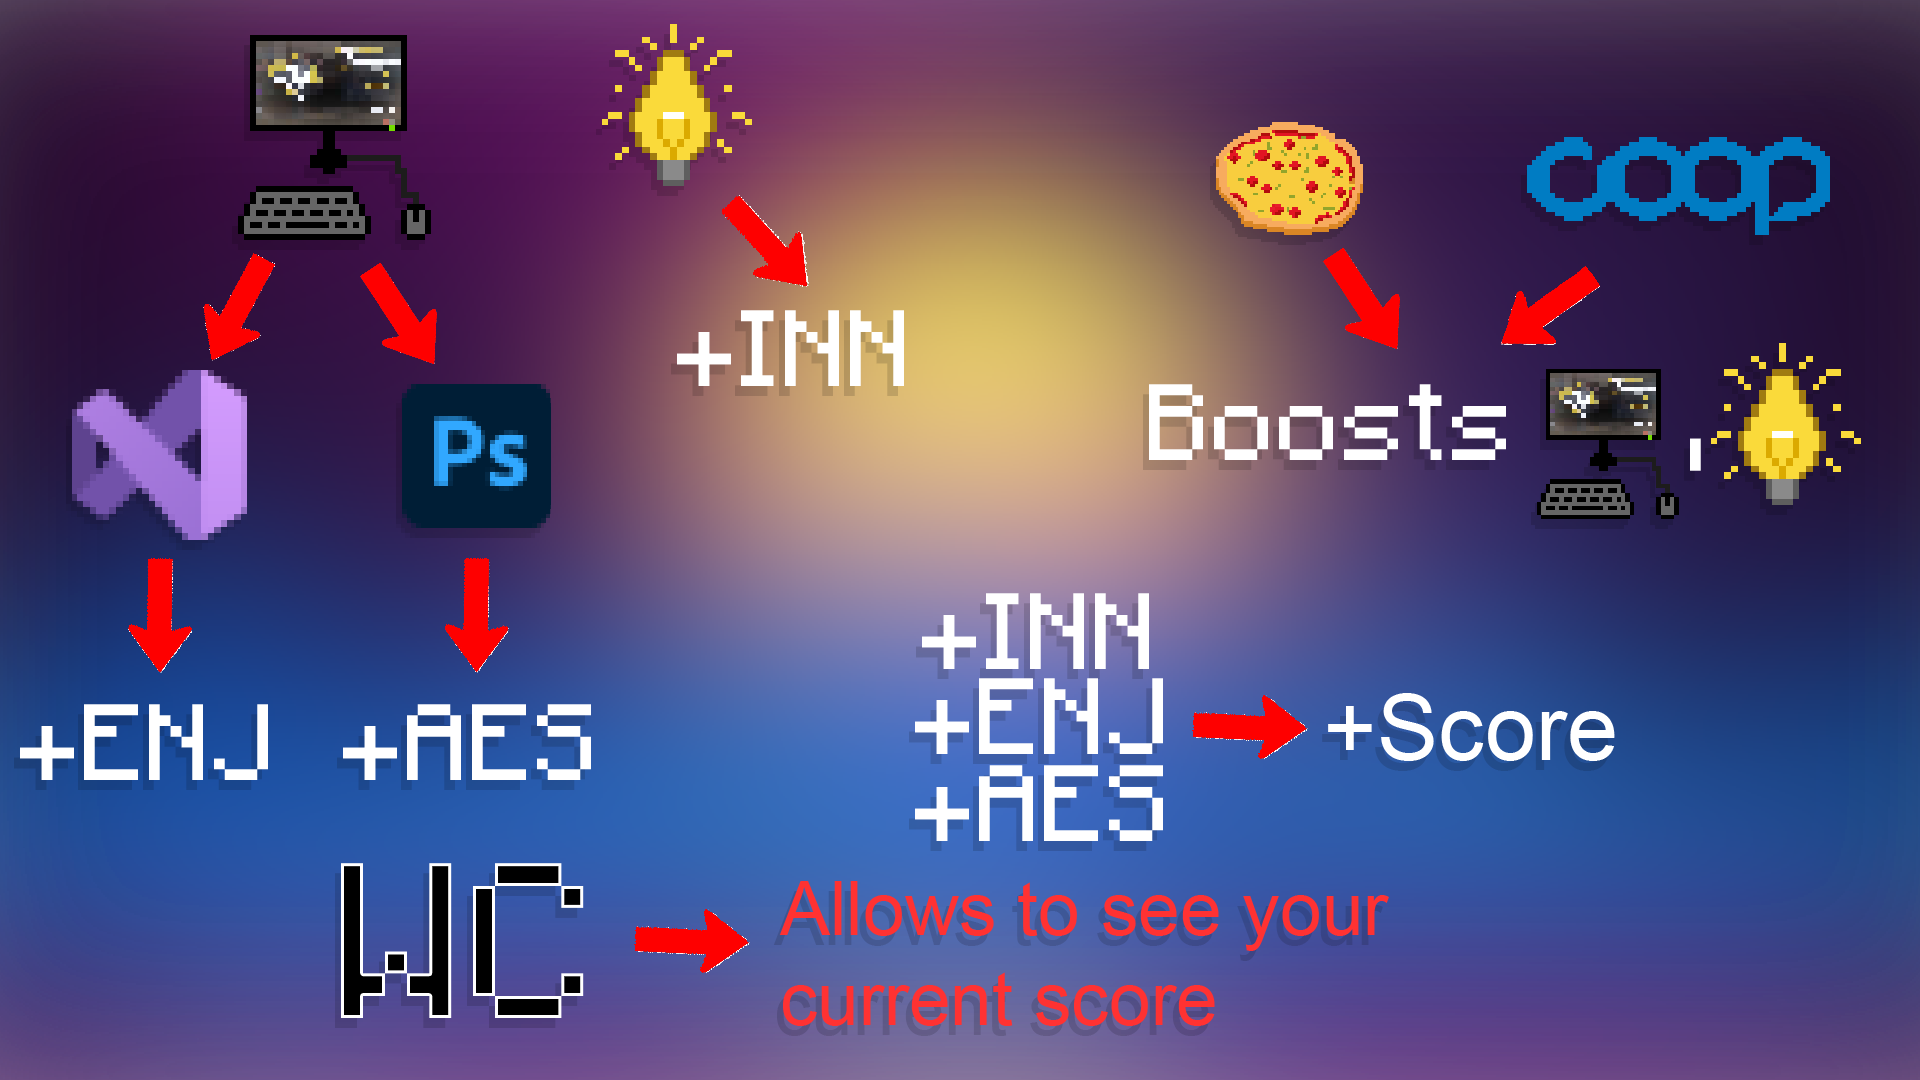 coop
+INN
Boosts ,
Ps
+INN
+ENJ
+AES
+Score
+ENJ
+AES
WC
Allows to see your
current score